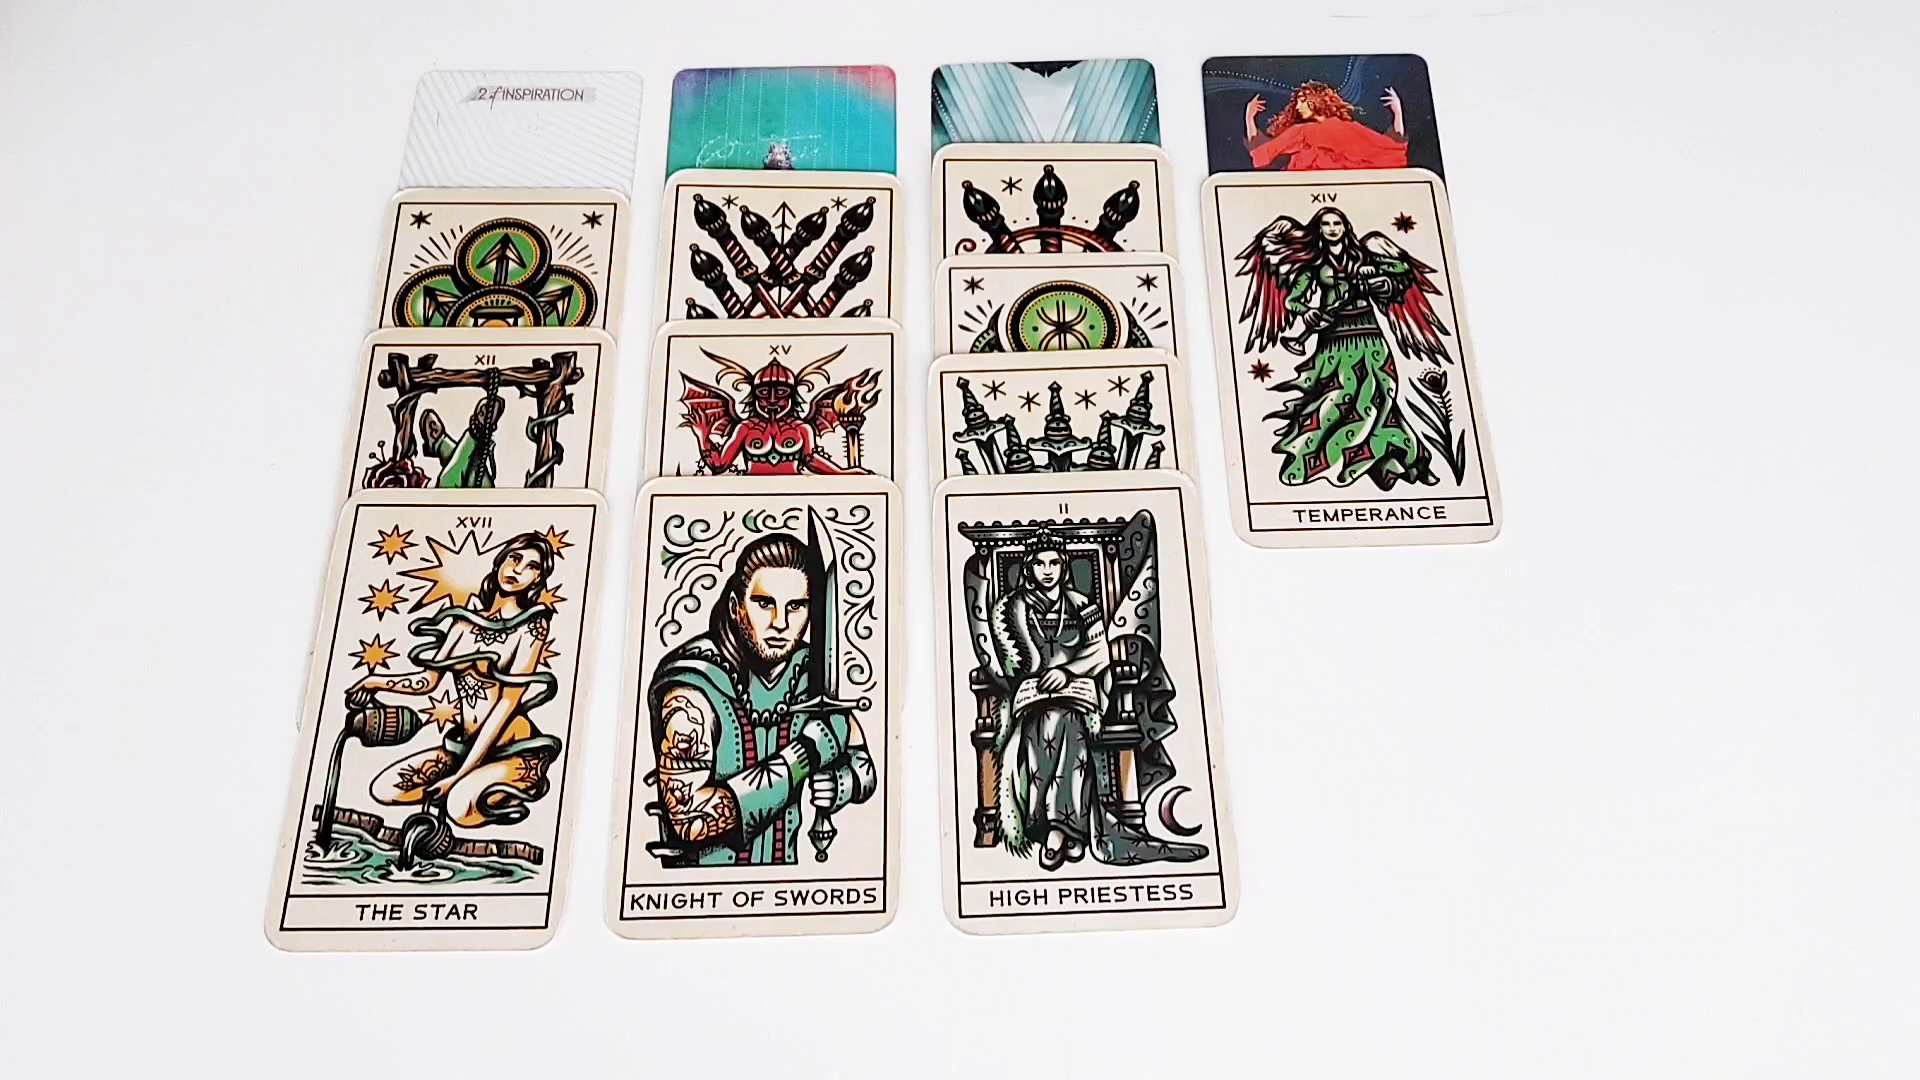 2 of INSPIRATION
XII
XVII
THE STAR
XV
KNIGHT OF SWORDS
II
HIGH PRIESTESS
XIV
TEMPERANCE